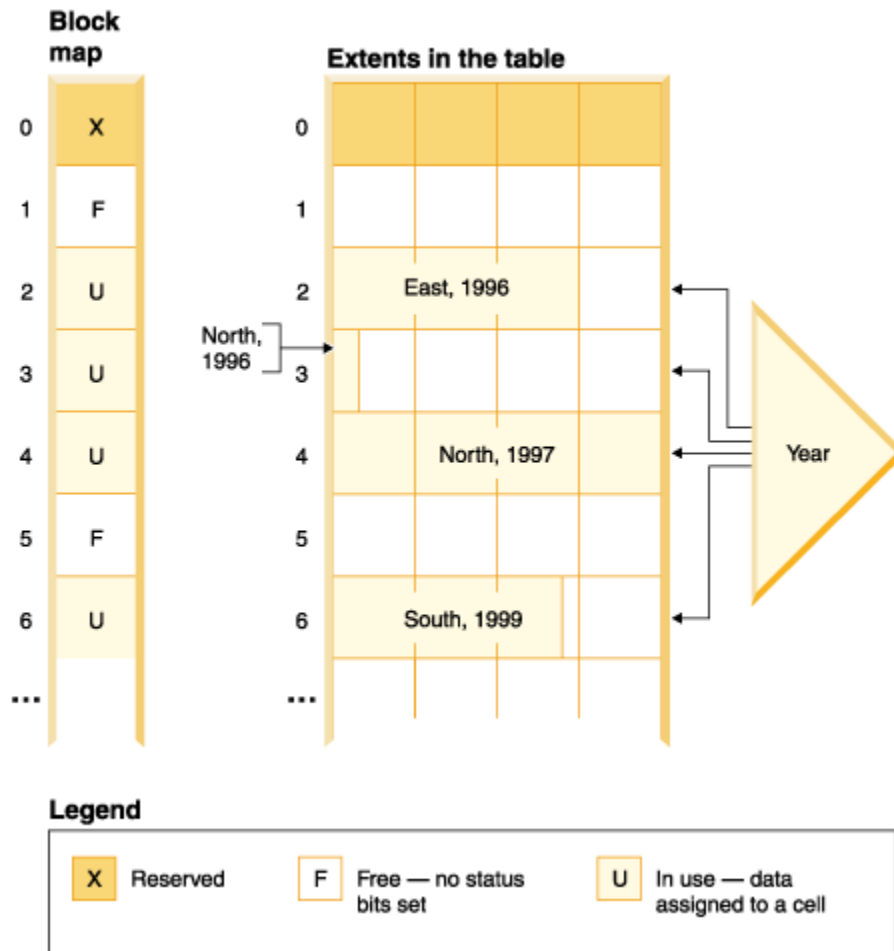 Block
map
Extents in the table
0
X
0
1
F
1
2
U
2
East, 1996
North,
1996
3
U
3
4
U
4
North, 1997
Year
5
F
5
6
U
6
South, 1999
...
...
Legend
X
Reserved
F
Free — no status
bits set
U
In use — data
assigned to a cell